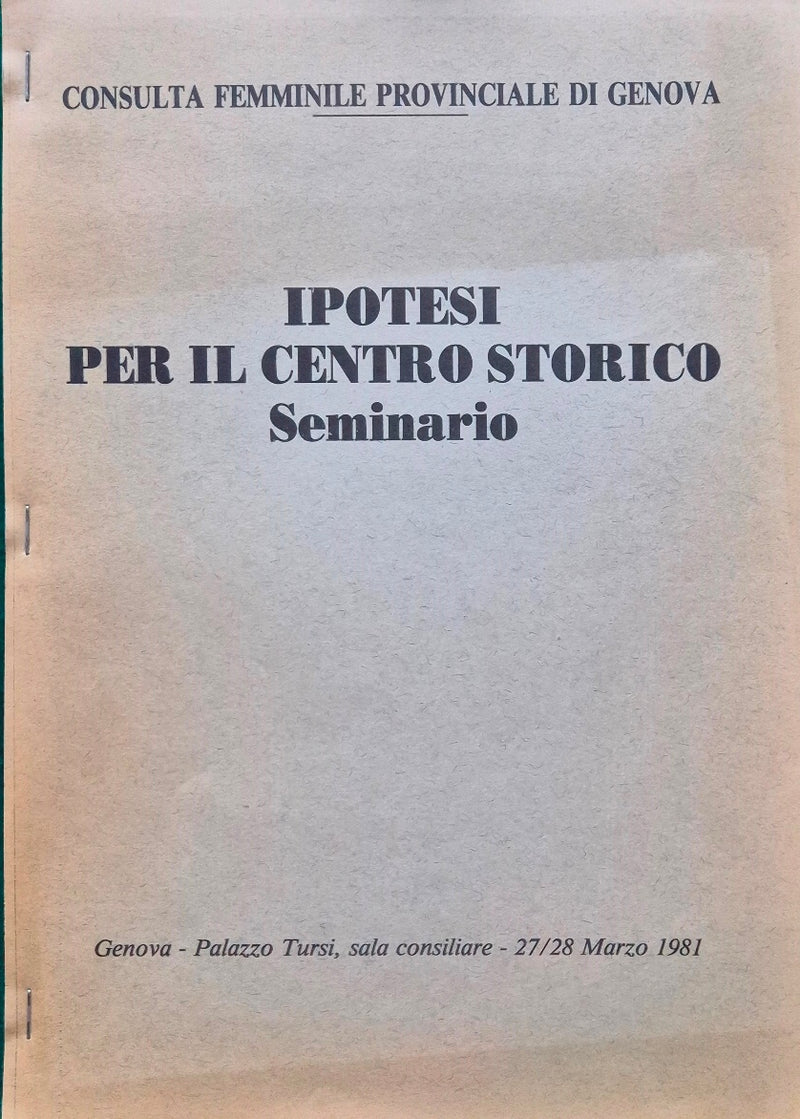 CONSULTA FEMMINILE PROVINCIALE DI GENOVA
IPOTESI
PER IL CENTRO STORICO
Seminario
Genova - Palazzo Tursi, sala consiliare - 27/28 Marzo 1981